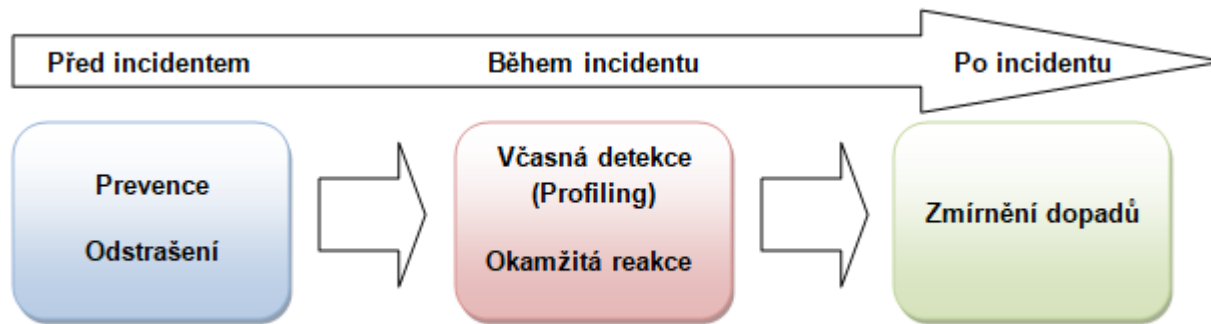 Před incidentem
Během incidentu
Po incidentu
Prevence
Odstrašení
Včasná detekce
(Profiling)
Okamžitá reakce
Zmírnění dopadů